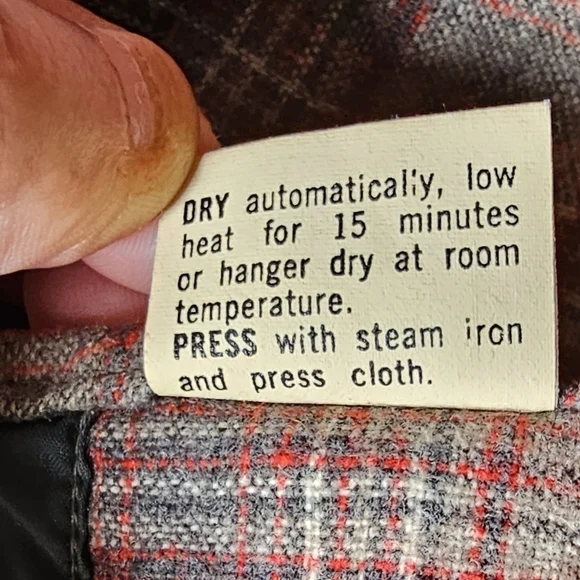 DRY automatically, low
heat for 15 minutes
or hanger dry at room
temperature.
PRESS with steam iron
and press cloth.